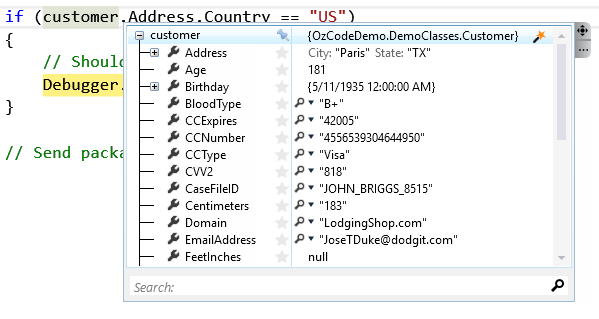 if (customer.Address.Country == "US")
customer {OzCodeDemo.DemoClasses.Customer}
{
Address City: "Paris" State: "TX"
// Shoul
Age 181
Debugger.
Birthday {5/11/1935 12:00:00 AM}
}
BloodType "B+"
CCExpires "42005"
CCNumber "4556539304644950"
// Send packa
CCType "Visa"
CVV2 "818"
CaseFileID "JOHN_BRIGGS_8515"
Centimeters "183"
Domain "LodgingShop.com"
EmailAddress "JoseTDuke@dodgit.com"
FeetInches null
Search: